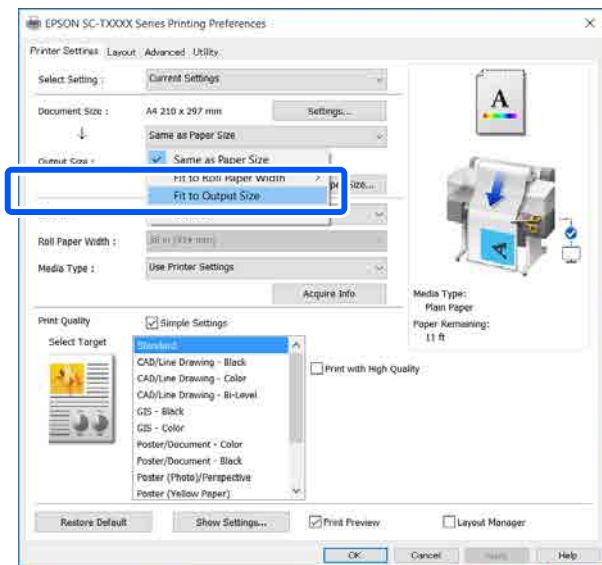 EPSON SC-TXXXX Series Printing Preferences
Printer Settings Layout Advanced Utility
Select Setting : Current Settings
Document Size : A4 210 x 297 mm Settings...
Same as Paper Size
Output Size : Same as Paper Size
Fit to Roll Paper Width
Size...
Fit to Output Size
Roll Paper Width :
Media Type : Use Printer Settings
Acquire Info
Media Type:
Plain Paper
Paper Remaining:
11 ft
Print Quality Simple Settings
Select Target Standard
CAD/Line Drawing - Black
Print with High Quality
CAD/Line Drawing - Color
CAD/Line Drawing - Bi-Level
GIS - Black
GIS - Color
Poster/Document - Color
Poster/Document - Black
Poster (Photo)/Perspective
Poster (Yellow Paper)
Restore Default Show Settings... Print Preview Layout Manager
OK Cancel Help
A
A